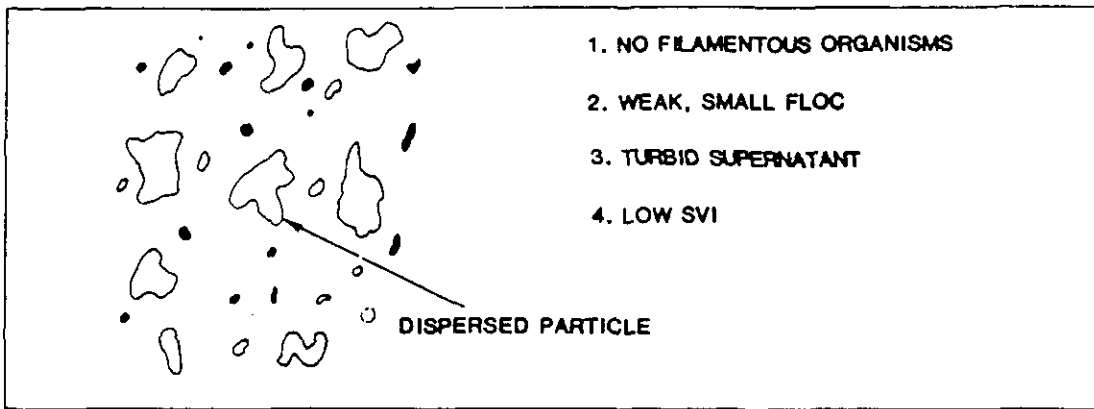 1. NO FILAMENTOUS ORGANISMS
2. WEAK, SMALL FLOC
3. TURBID SUPERNATANT
4. LOW SVI
DISPERSED PARTICLE